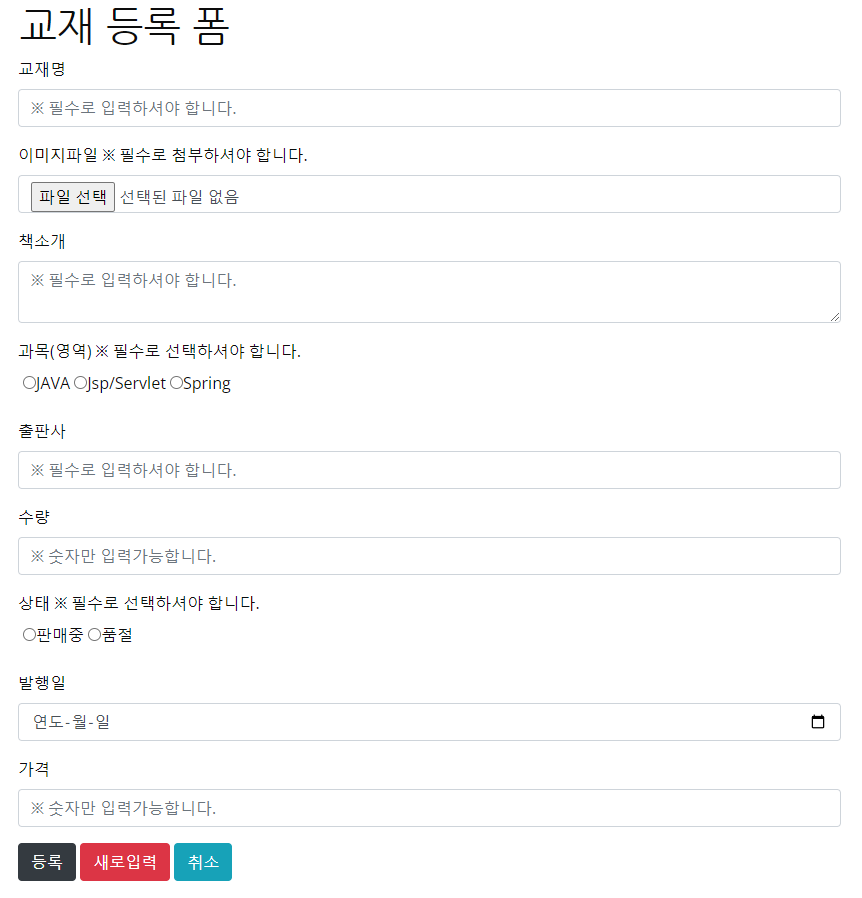 교재 등록 폼
교재명
※ 필수로 입력하셔야 합니다.
이미지파일 ※ 필수로 첨부하셔야 합니다.
파일 선택 선택된 파일 없음
책소개
※ 필수로 입력하셔야 합니다.
과목(영역) ※ 필수로 선택하셔야 합니다.
JAVA Jsp/Servlet Spring
출판사
※ 필수로 입력하셔야 합니다.
수량
※ 숫자만 입력가능합니다.
상태 ※ 필수로 선택하셔야 합니다.
판매중 품절
발행일
연도-월-일
가격
※ 숫자만 입력가능합니다.
등록 새로입력 취소